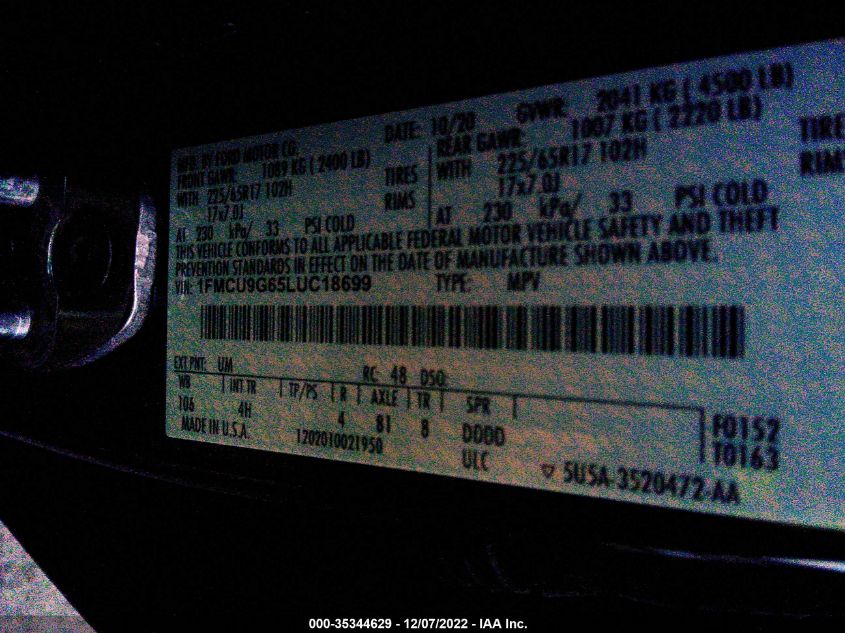 MFD. BY FORD MOTOR CO.
DATE: 10/20 GVWR: 2041 KG ( 4500 LB)
FRONT GAWR: 1089 KG ( 2400 LB)
REAR GAWR: 1007 KG ( 2220 LB)
WITH 225/65R17 102H TIRES
WITH 225/65R17 102H TIRE
17x7.0J RIMS
17x7.0J RIMS
AT 230 kPa/ 33 PSI COLD
AT 230 kPa/ 33 PSI COLD
THIS VEHICLE CONFORMS TO ALL APPLICABLE FEDERAL MOTOR VEHICLE SAFETY AND THEFT
PREVENTION STANDARDS IN EFFECT ON THE DATE OF MANUFACTURE SHOWN ABOVE.
VIN: 1FMCU9G65LUC18699 TYPE: MPV
EXT PNT: UM RC: 48 DSO:
WB INT TR TP/PS R AXLE TR SPR
106 4H 4 81 8 DDDD
MADE IN U.S.A. 1202010021950 ULC
F0152
T0163
5U5A-3520472-AA
000-35344629 - 12/07/2022 - IAA Inc.